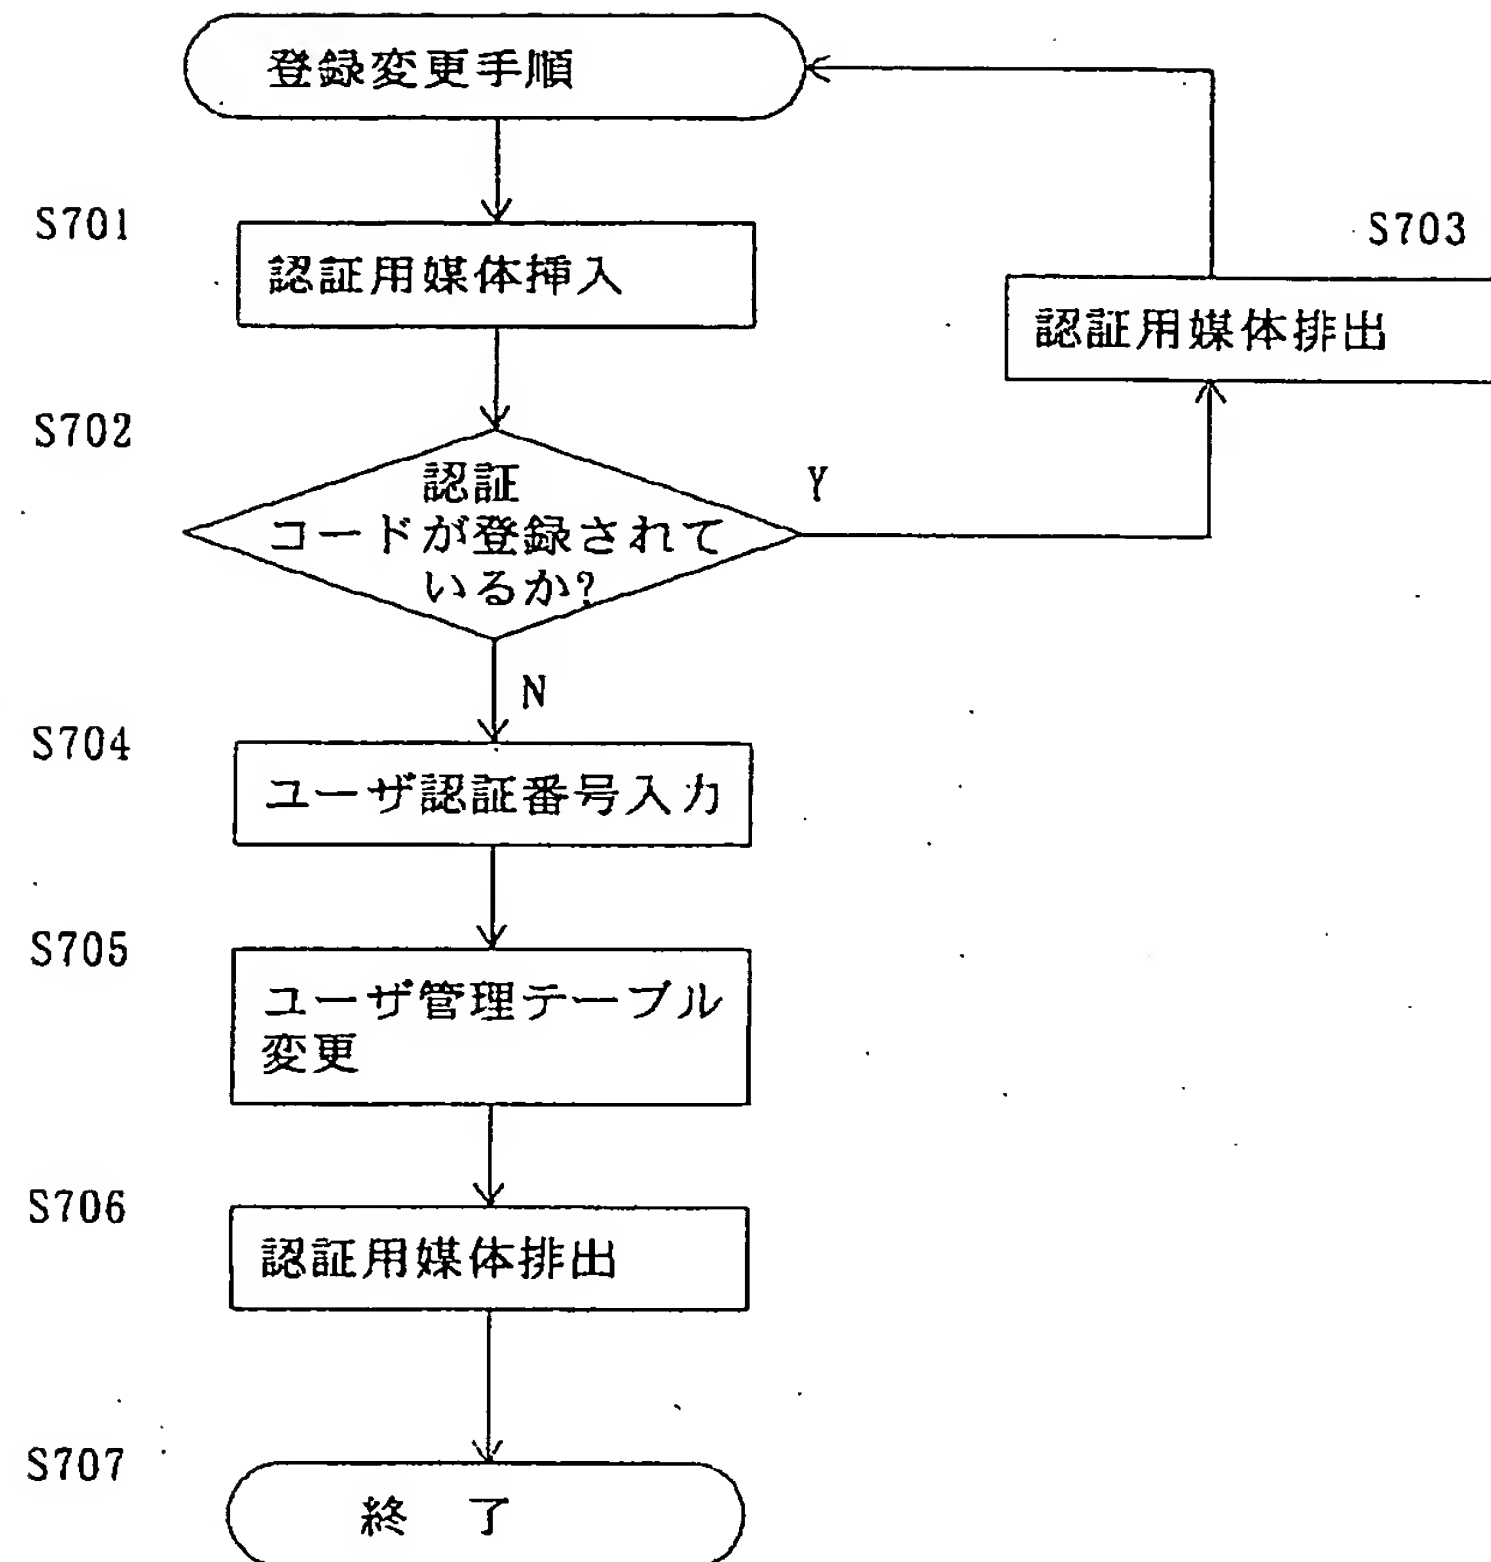 登録変更手順
S701
認証用媒体挿入
S703
認証用媒体排出
S702
認証
コードが登録されて
いるか?
Y
N
S704
ユーザ認証番号入力
S705
ユーザ管理テーブル
変更
S706
認証用媒体排出
S707
終 了